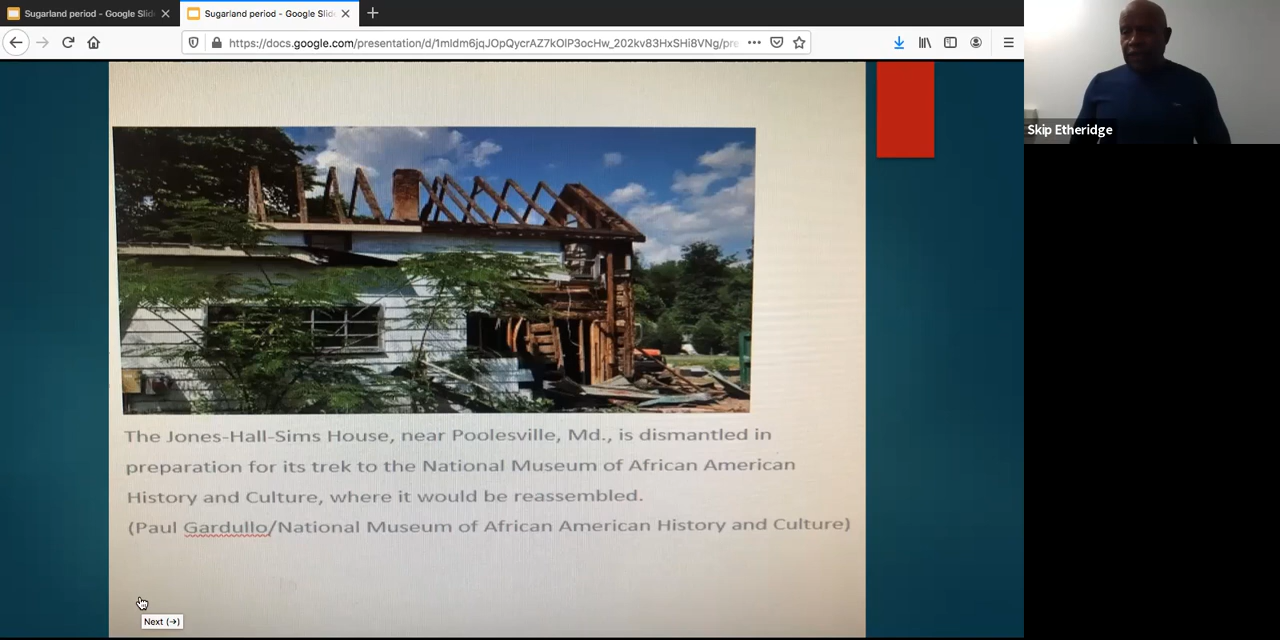 Sugarland period - Google Slid
Sugarland period - Google Slid
https://docs.google.com/presentation/d/1mldm6jqJOpQycrAZ7kOlP3ocHw_202kv83HxSHi8VNg/pre
Skip Etheridge
The Jones-Hall-Sims House, near Poolesville, Md., is dismantled in
preparation for its trek to the National Museum of African American
History and Culture, where it would be reassembled.
(Paul Gardullo/National Museum of African American History and Culture)
Next (→)